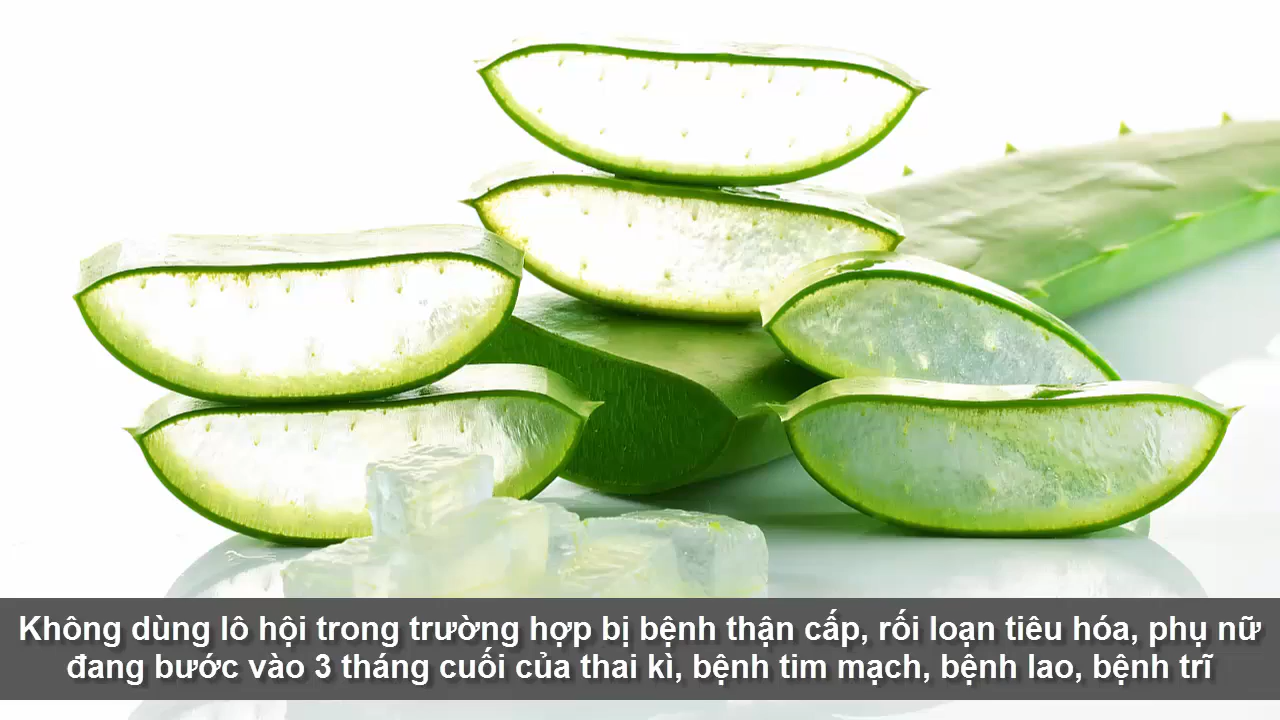 Không dùng lô hội trong trường hợp bị bệnh thận cấp, rối loạn tiêu hóa, phụ nữ
đang bước vào 3 tháng cuối của thai kì, bệnh tim mạch, bệnh lao, bệnh trĩ